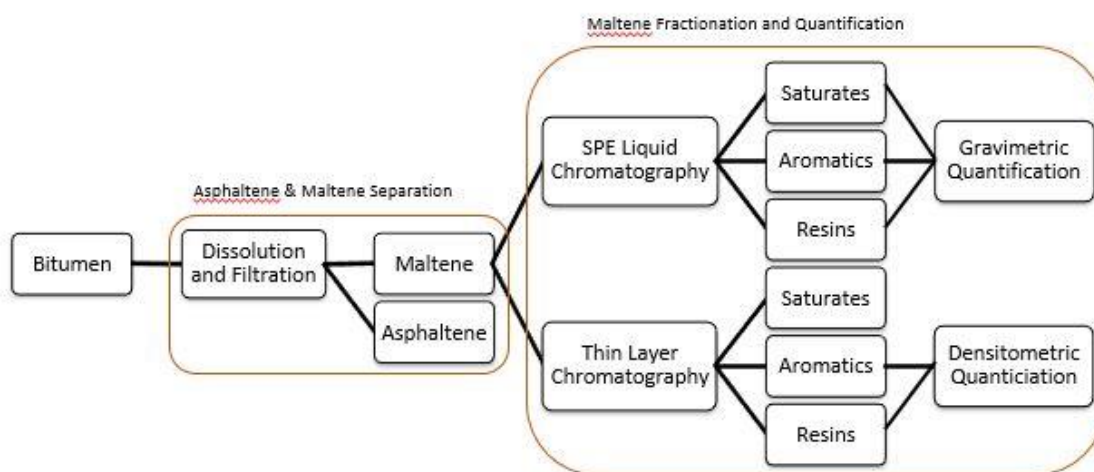 Maltene Fractionation and Quantification
Asphaltene & Maltene Separation
Bitumen
Dissolution
and Filtration
Maltene
Asphaltene
SPE Liquid
Chromatography
Saturates
Aromatics
Resins
Gravimetric
Quantification
Thin Layer
Chromatography
Saturates
Aromatics
Resins
Densitometric
Quanticiation